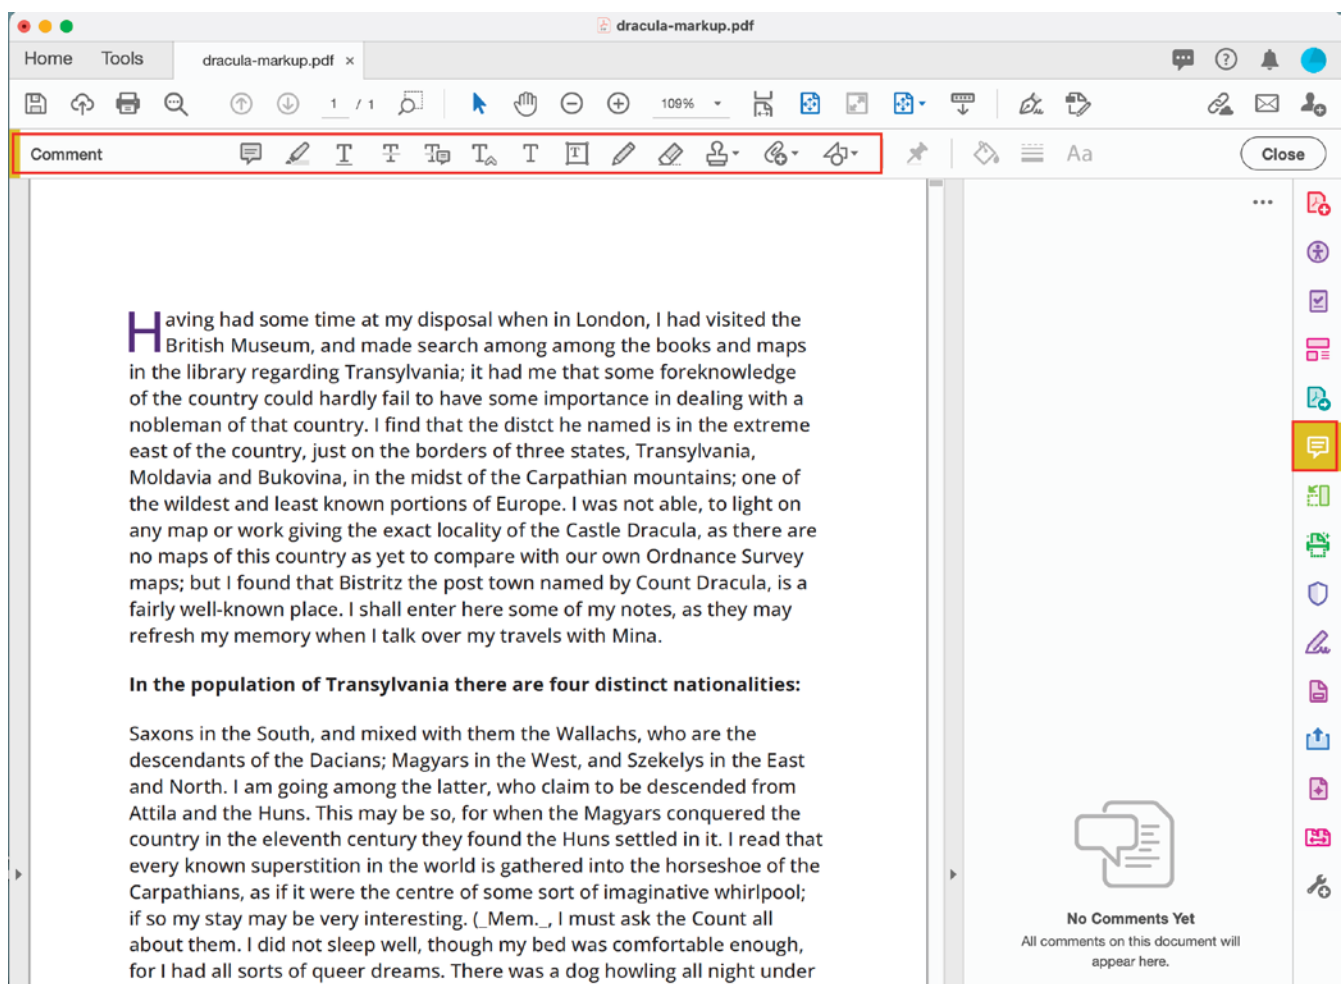 dracula-markup.pdf
Home Tools dracula-markup.pdf ×
1 / 1 109%
Comment T T T T T T Aa Close
Having had some time at my disposal when in London, I had visited the
British Museum, and made search among among the books and maps
in the library regarding Transylvania; it had me that some foreknowledge
of the country could hardly fail to have some importance in dealing with a
nobleman of that country. I find that the distct he named is in the extreme
east of the country, just on the borders of three states, Transylvania,
Moldavia and Bukovina, in the midst of the Carpathian mountains; one of
the wildest and least known portions of Europe. I was not able, to light on
any map or work giving the exact locality of the Castle Dracula, as there are
no maps of this country as yet to compare with our own Ordnance Survey
maps; but I found that Bistritz the post town named by Count Dracula, is a
fairly well-known place. I shall enter here some of my notes, as they may
refresh my memory when I talk over my travels with Mina.
In the population of Transylvania there are four distinct nationalities:
Saxons in the South, and mixed with them the Wallachs, who are the
descendants of the Dacians; Magyars in the West, and Szekelys in the East
and North. I am going among the latter, who claim to be descended from
Attila and the Huns. This may be so, for when the Magyars conquered the
country in the eleventh century they found the Huns settled in it. I read that
every known superstition in the world is gathered into the horseshoe of the
Carpathians, as if it were the centre of some sort of imaginative whirlpool;
if so my stay may be very interesting. (_Mem._, I must ask the Count all
about them. I did not sleep well, though my bed was comfortable enough,
for I had all sorts of queer dreams. There was a dog howling all night under
No Comments Yet
All comments on this document will
appear here.